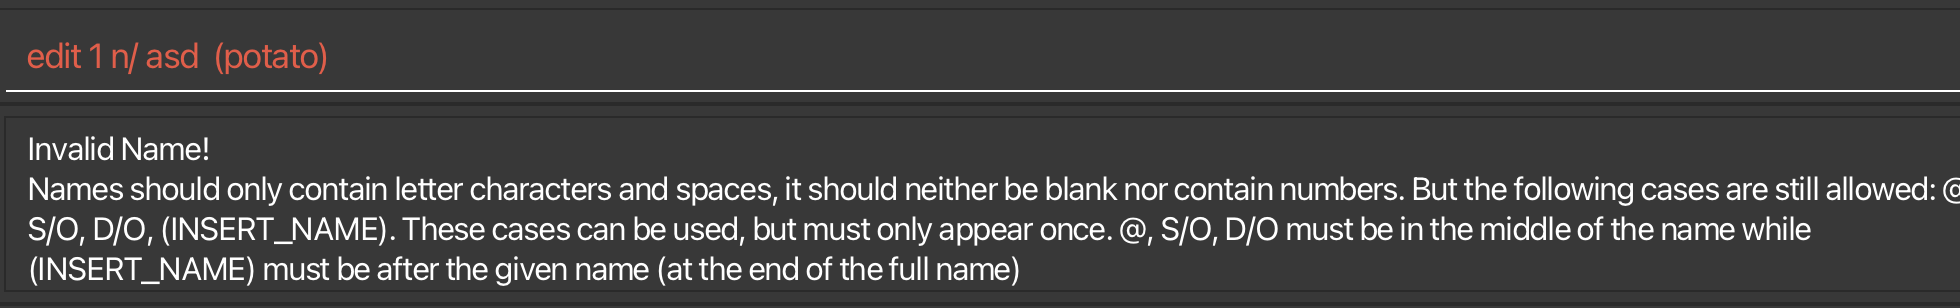 edit 1 n/ asd  (potato)
Invalid Name!
Names should only contain letter characters and spaces, it should neither be blank nor contain numbers. But the following cases are still allowed: @
S/O, D/O, (INSERT_NAME). These cases can be used, but must only appear once. @, S/O, D/O must be in the middle of the name while
(INSERT_NAME) must be after the given name (at the end of the full name)